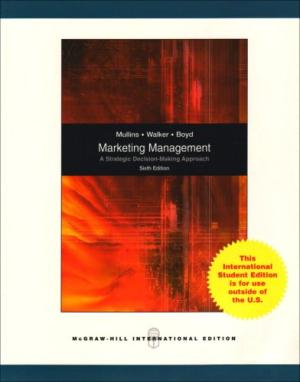 Mullins • Walker • Boyd
Marketing Management
A Strategic Decision-Making Approach
Sixth Edition
This
International
Student Edition
is for use
outside of
the U.S.
McGRAW-HILL INTERNATIONAL EDITION